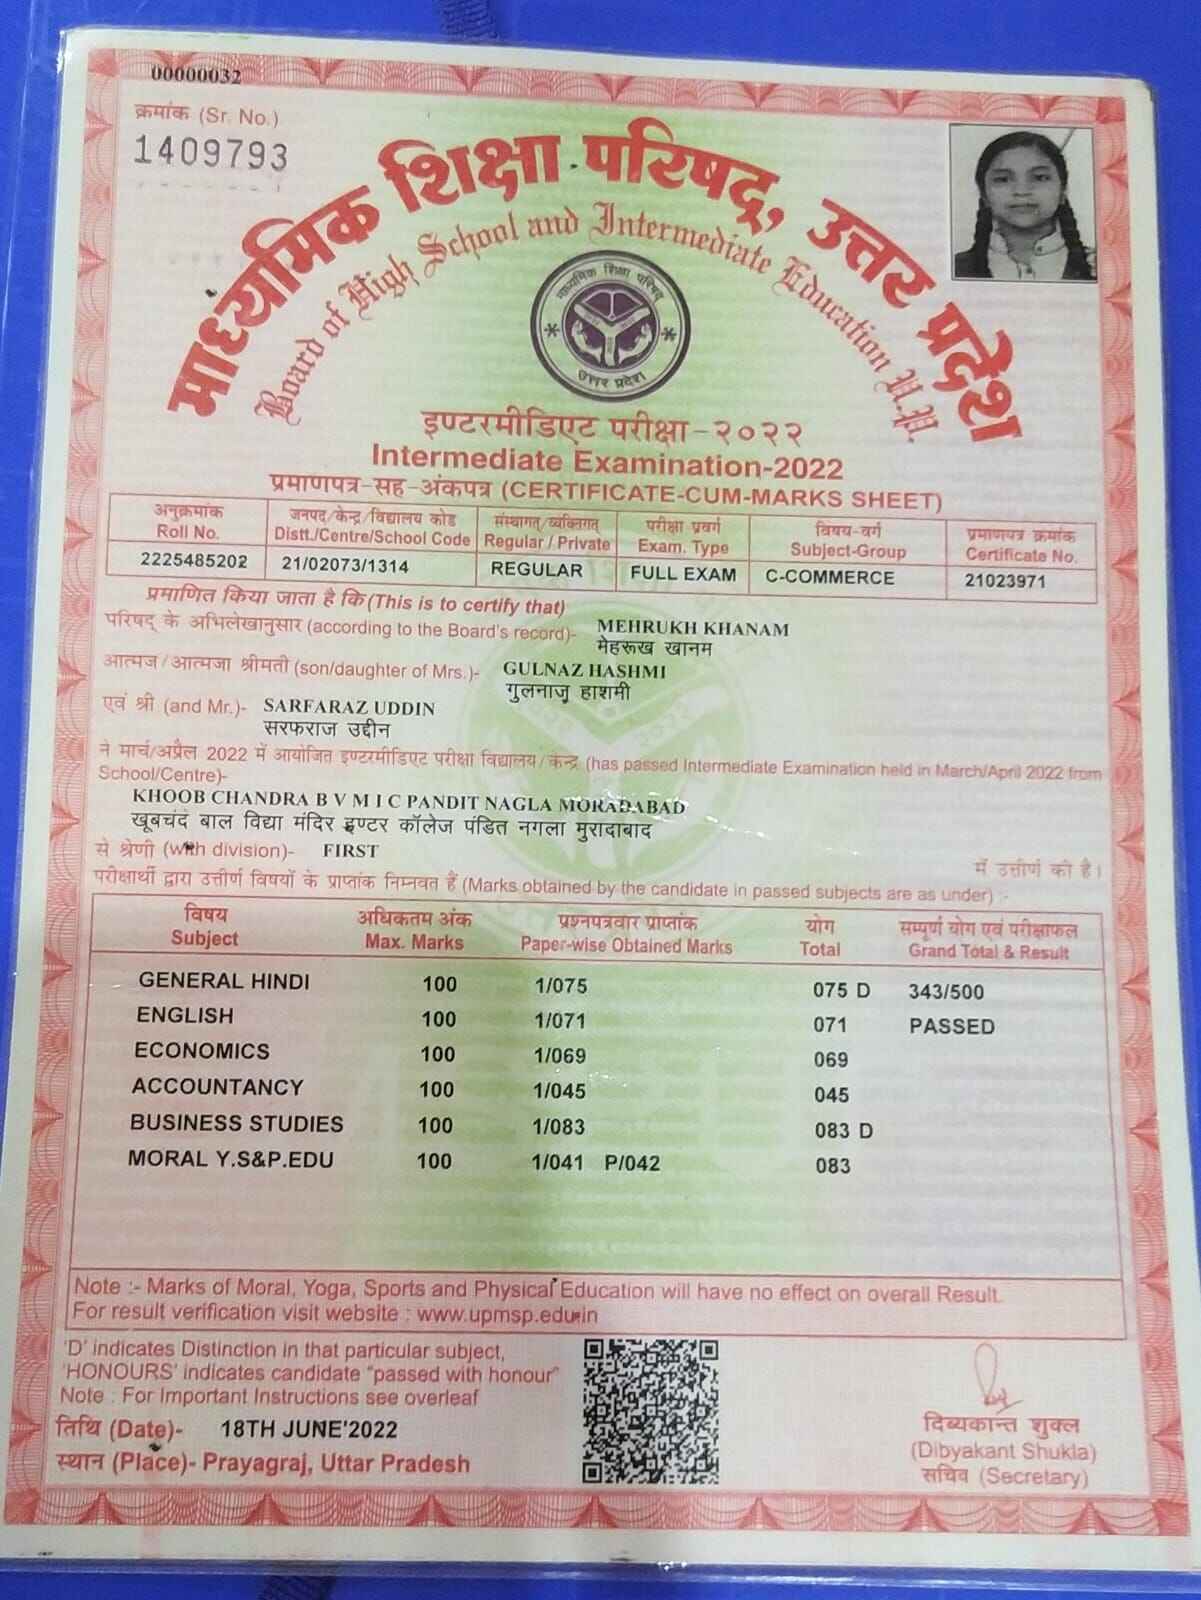 00000032
क्रमांक (Sr. No.)
1409793
माध्यमिक शिक्षा परिषद्, उत्तर प्रदेश
Board of High School and Intermediate Education U.P.
माध्यमिक शिक्षा परिषद्
उत्तर प्रदेश
इण्टरमीडिएट परीक्षा-२०२२
Intermediate Examination-2022
प्रमाणपत्र-सह-अंकपत्र (CERTIFICATE-CUM-MARKS SHEET)
अनुक्रमांक जनपद/केन्द्र/विद्यालय कोड संस्थागत/व्यक्तिगत परीक्षा प्रवर्ग विषय-वर्ग प्रमाणपत्र क्रमांक
Roll No. Distt./Centre/School Code Regular / Private Exam. Type Subject-Group Certificate No.
2225485202 21/02073/1314 REGULAR FULL EXAM C-COMMERCE 21023971
प्रमाणित किया जाता है कि (This is to certify that)
परिषद् के अभिलेखानुसार (according to the Board's record)- MEHRUKH KHANAM
मेहरूख खानम
आत्मज/आत्मजा श्रीमती (son/daughter of Mrs.)- GULNAZ HASHMI
गुलनाज़ हाशमी
एवं श्री (and Mr.)- SARFARAZ UDDIN
सरफराज उद्दीन
ने मार्च/अप्रैल 2022 में आयोजित इण्टरमीडिएट परीक्षा विद्यालय/केन्द्र (has passed Intermediate Examination held in March/April 2022 from
School/Centre)-
KHOOB CHANDRA B V M I C PANDIT NAGLA MORADABAD
खूबचंद बाल विद्या मंदिर इण्टर कॉलेज पंडित नगला मुरादाबाद
से श्रेणी (with division)- FIRST में उत्तीर्ण की है।
परीक्षार्थी द्वारा उत्तीर्ण विषयों के प्राप्तांक निम्नवत हैं (Marks obtained by the candidate in passed subjects are as under) :-
विषय अधिकतम अंक प्रश्नपत्रवार प्राप्तांक योग सम्पूर्ण योग एवं परीक्षाफल
Subject Max. Marks Paper-wise Obtained Marks Total Grand Total & Result
GENERAL HINDI 100 1/075 075 D 343/500
ENGLISH 100 1/071 071 PASSED
ECONOMICS 100 1/069 069
ACCOUNTANCY 100 1/045 045
BUSINESS STUDIES 100 1/083 083 D
MORAL Y.S&P.EDU 100 1/041 P/042 083
Note :- Marks of Moral, Yoga, Sports and Physical Education will have no effect on overall Result.
For result verification visit website : www.upmsp.edu.in
'D' indicates Distinction in that particular subject,
'HONOURS' indicates candidate "passed with honour"
Note : For Important Instructions see overleaf
तिथि (Date)- 18TH JUNE'2022
स्थान (Place)- Prayagraj, Uttar Pradesh
दिब्यकान्त शुक्ल
(Dibyakant Shukla)
सचिव (Secretary)